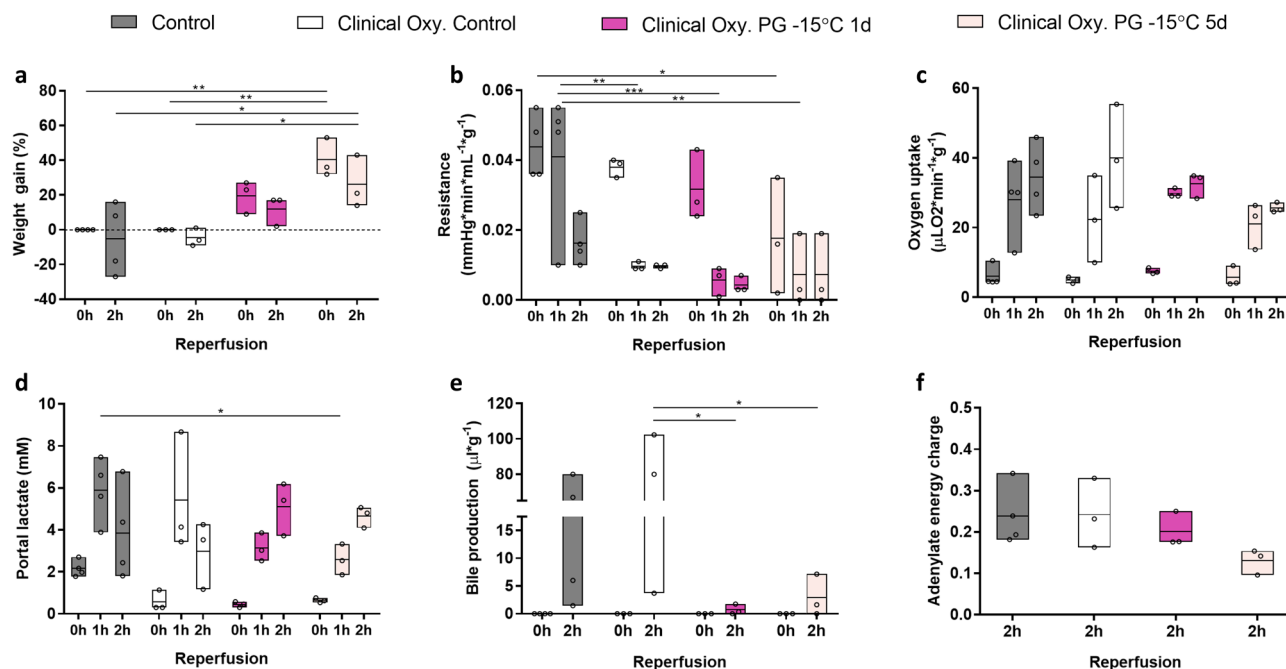 Control Clinical Oxy. Control Clinical Oxy. PG -15°C 1d Clinical Oxy. PG -15°C 5d
a
Weight gain (%)
80
60
40
20
0
-20
-40
** 
**
*
*
0h 2h 0h 2h 0h 2h 0h 2h
Reperfusion
b
Resistance
(mmHg*min*mL⁻¹*g⁻¹)
0.06
0.04
0.02
0.00
*
**
***
**
0h 1h 2h 0h 1h 2h 0h 1h 2h 0h 1h 2h
Reperfusion
c
Oxygen uptake
(µLO2*min⁻¹*g⁻¹)
60
40
20
0
0h 1h 2h 0h 1h 2h 0h 1h 2h 0h 1h 2h
Reperfusion
d
Portal lactate (mM)
10
8
6
4
2
0
*
0h 1h 2h 0h 1h 2h 0h 1h 2h 0h 1h 2h
Reperfusion
e
Bile production (µl*g⁻¹)
120
100
80
60
15
10
5
0
*
*
0h 2h 0h 2h 0h 2h 0h 2h
Reperfusion
f
Adenylate energy charge
0.5
0.4
0.3
0.2
0.1
0.0
2h 2h 2h 2h
Reperfusion